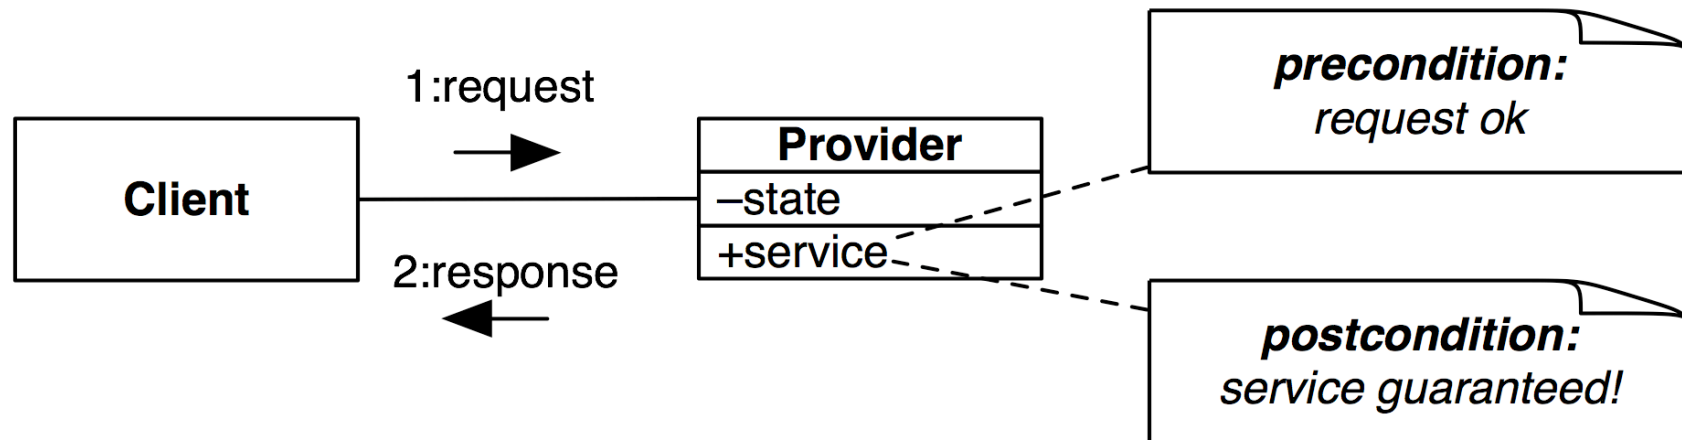 1:request
Client
2:response
Provider
–state
+service
precondition:
request ok
postcondition:
service guaranteed!